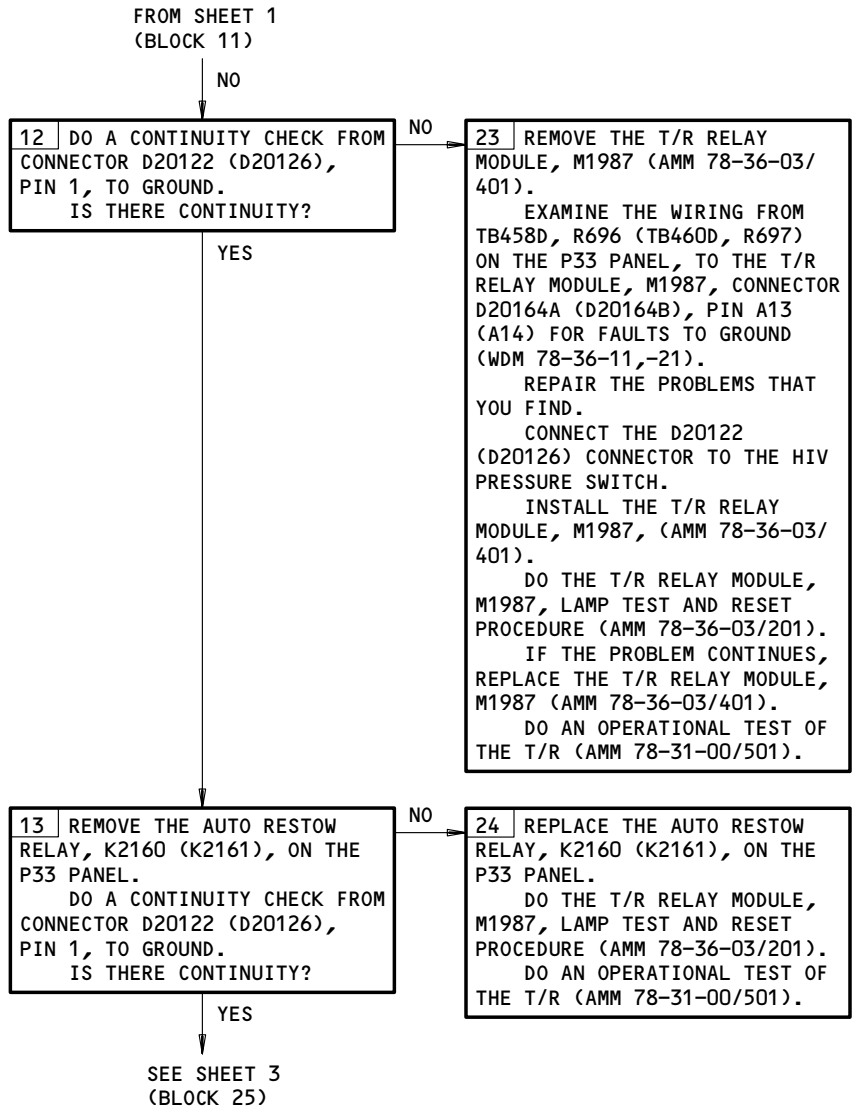 FROM SHEET 1
(BLOCK 11)
NO
12 DO A CONTINUITY CHECK FROM
CONNECTOR D20122 (D20126),
PIN 1, TO GROUND.
IS THERE CONTINUITY?
NO
YES
23 REMOVE THE T/R RELAY
MODULE, M1987 (AMM 78-36-03/
401).
EXAMINE THE WIRING FROM
TB458D, R696 (TB460D, R697)
ON THE P33 PANEL, TO THE T/R
RELAY MODULE, M1987, CONNECTOR
D20164A (D20164B), PIN A13
(A14) FOR FAULTS TO GROUND
(WDM 78-36-11,-21).
REPAIR THE PROBLEMS THAT
YOU FIND.
CONNECT THE D20122
(D20126) CONNECTOR TO THE HIV
PRESSURE SWITCH.
INSTALL THE T/R RELAY
MODULE, M1987, (AMM 78-36-03/
401).
DO THE T/R RELAY MODULE,
M1987, LAMP TEST AND RESET
PROCEDURE (AMM 78-36-03/201).
IF THE PROBLEM CONTINUES,
REPLACE THE T/R RELAY MODULE,
M1987 (AMM 78-36-03/401).
DO AN OPERATIONAL TEST OF
THE T/R (AMM 78-31-00/501).
13 REMOVE THE AUTO RESTOW
RELAY, K2160 (K2161), ON THE
P33 PANEL.
DO A CONTINUITY CHECK FROM
CONNECTOR D20122 (D20126),
PIN 1, TO GROUND.
IS THERE CONTINUITY?
NO
YES
24 REPLACE THE AUTO RESTOW
RELAY, K2160 (K2161), ON THE
P33 PANEL.
DO THE T/R RELAY MODULE,
M1987, LAMP TEST AND RESET
PROCEDURE (AMM 78-36-03/201).
DO AN OPERATIONAL TEST OF
THE T/R (AMM 78-31-00/501).
SEE SHEET 3
(BLOCK 25)